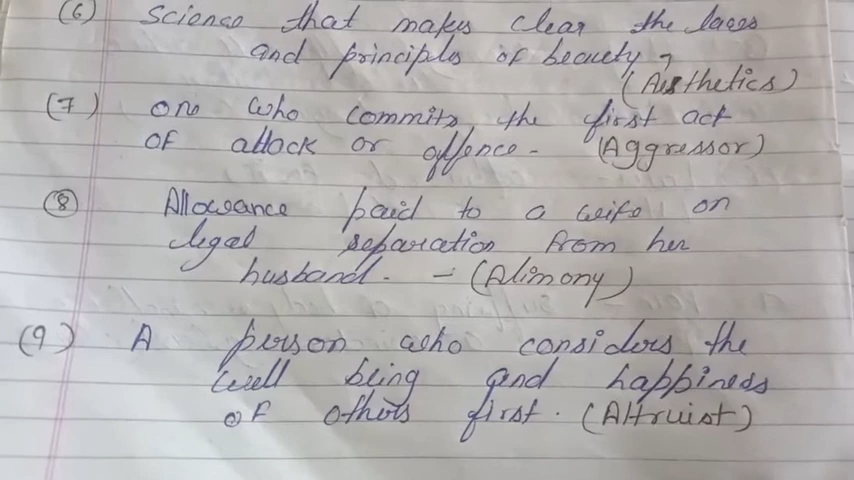 (6) Science that makes clear the laws
and principles of beauty -
(Aesthetics)
(7) one who commits the first act
of attack or offence - (Aggressor)
(8) Allowance paid to a wife on
legal separation from her
husband. - (Alimony)
(9) A person who considers the
well being and happiness
of others first. (Altruist)